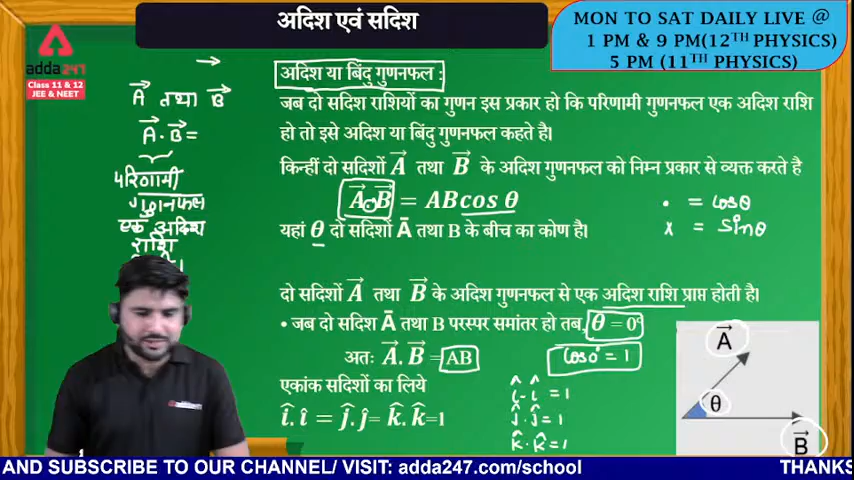 अदिश एवं सदिश
MON TO SAT DAILY LIVE @
1 PM & 9 PM(12TH PHYSICS)
5 PM (11TH PHYSICS)
adda247
Class 11 & 12
JEE & NEET
A तथा B
A . B =
परिणामी
गुणनफल
एक अदिश
राशि
अदिश या बिंदु गुणनफल :
जब दो सदिश राशियों का गुणन इस प्रकार हो कि परिणामी गुणनफल एक अदिश राशि
हो तो इसे अदिश या बिंदु गुणनफल कहते है।
किन्हीं दो सदिशों A तथा B के अदिश गुणनफल को निम्न प्रकार से व्यक्त करते है
A . B = AB cos θ
• = cosθ
x = sinθ
यहां θ दो सदिशों Ā तथा B के बीच का कोण है।
दो सदिशों A तथा B के अदिश गुणनफल से एक अदिश राशि प्राप्त होती है।
• जब दो सदिश Ā तथा B परस्पर समांतर हो तब. θ = 0°
अतः A . B = AB
cos0° = 1
एकांक सदिशों का लिये
î . î = ĵ . ĵ = k̂ . k̂ =1
î . î = 1
ĵ . ĵ = 1
k̂ . k̂ = 1
A
θ
B
AND SUBSCRIBE TO OUR CHANNEL/ VISIT: adda247.com/school
THANKS